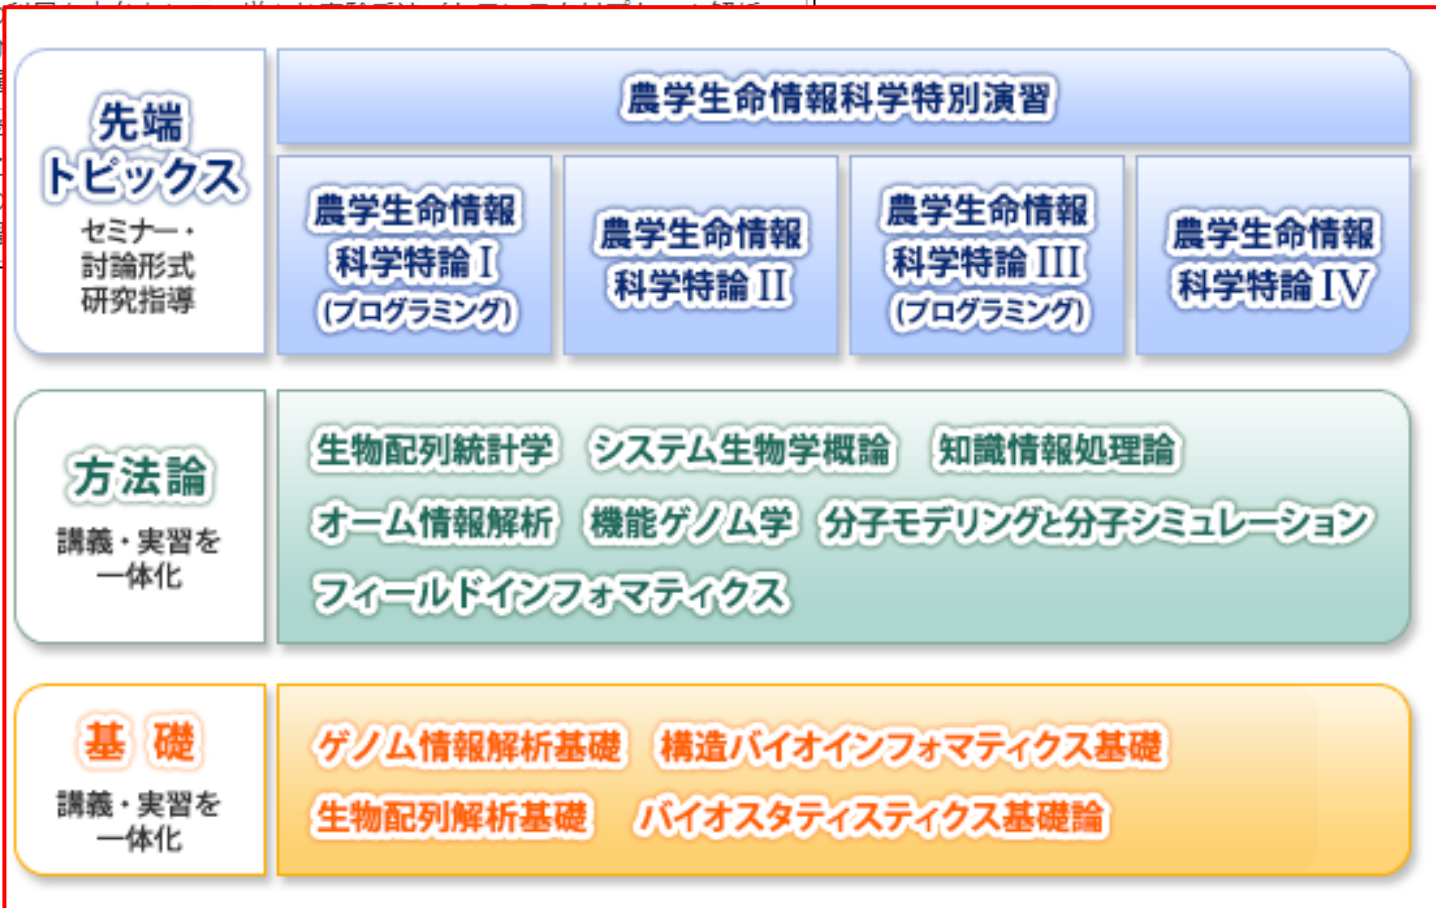 先端
トピックス
セミナー・
討論形式
研究指導
農学生命情報科学特別演習
農学生命情報
科学特論 I
(プログラミング)
農学生命情報
科学特論 II
農学生命情報
科学特論 III
(プログラミング)
農学生命情報
科学特論 IV
方法論
講義・実習を
一体化
生物配列統計学 システム生物学概論 知識情報処理論
オーム情報解析 機能ゲノム学 分子モデリングと分子シミュレーション
フィールドインフォマティクス
基 礎
講義・実習を
一体化
ゲノム情報解析基礎 構造バイオインフォマティクス基礎
生物配列解析基礎 バイオスタティスティクス基礎論